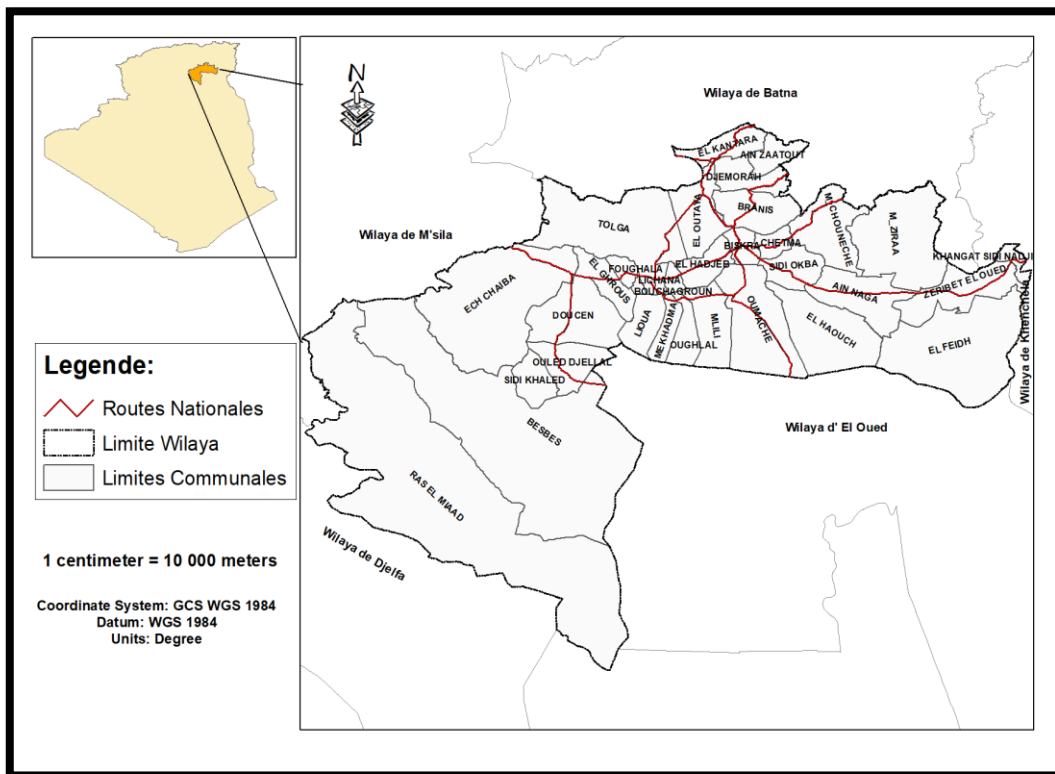 N
Wilaya de Batna
EL KANTARA
AIN ZAATOUT
DJEMORAH
BRANIS
TOLGA
EL OUTAYA
M_CHOUNECHE
M_ZIRAA
Wilaya de M'sila
BISKRA
CHETMA
KHANGAT SIDI NADJI
FOUGHALA
EL HADJEB
SIDI OKBA
EL GHROUS
LICHANA
ECH CHAIBA
BOUCHAGROUN
AIN NAGA
ZERIBET EL OUED
DOUCEN
LIOUA
MEKHADMA
OUGHLAL
MLILI
OUMACHE
EL HAOUCH
EL FEIDH
Wilaya de Khenchela
OULED DJELLAL
SIDI KHALED
BESBES
Wilaya d' El Oued
RAS EL MIAAD
Wilaya de Djelfa
Legende:
Routes Nationales
Limite Wilaya
Limites Communales
1 centimeter = 10 000 meters
Coordinate System: GCS WGS 1984
Datum: WGS 1984
Units: Degree